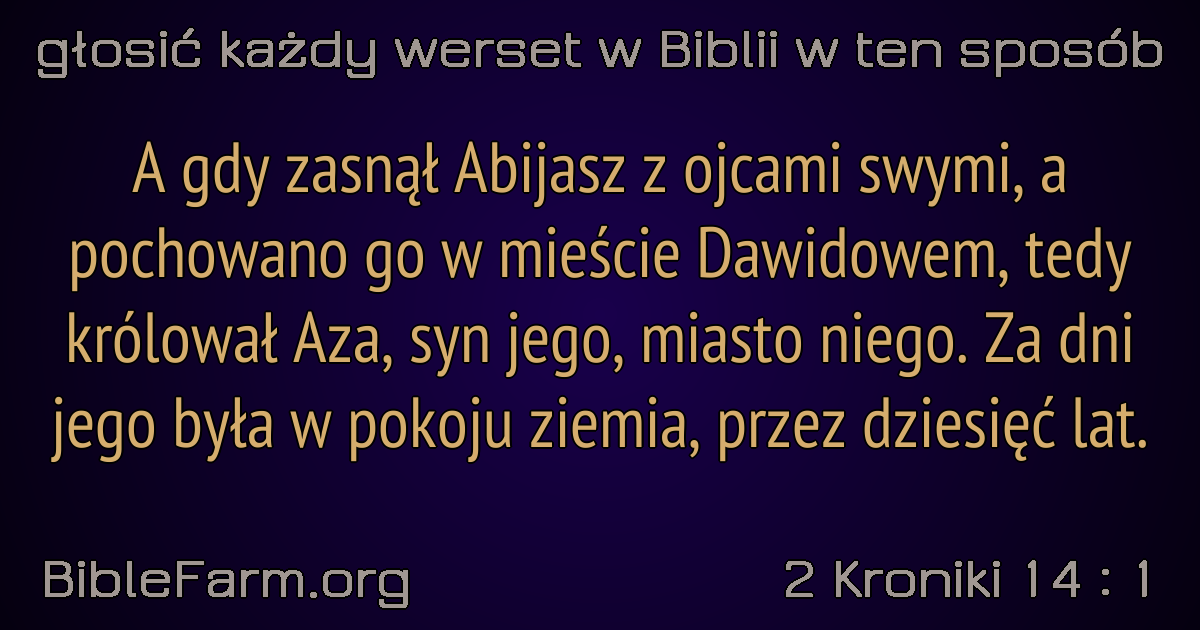 głosić każdy werset w Biblii w ten sposób
A gdy zasnął Abijasz z ojcami swymi, a
pochowano go w mieście Dawidowem, tedy
królował Aza, syn jego, miasto niego. Za dni
jego była w pokoju ziemia, przez dziesięć lat.
BibleFarm.org
2 Kroniki 14 : 1